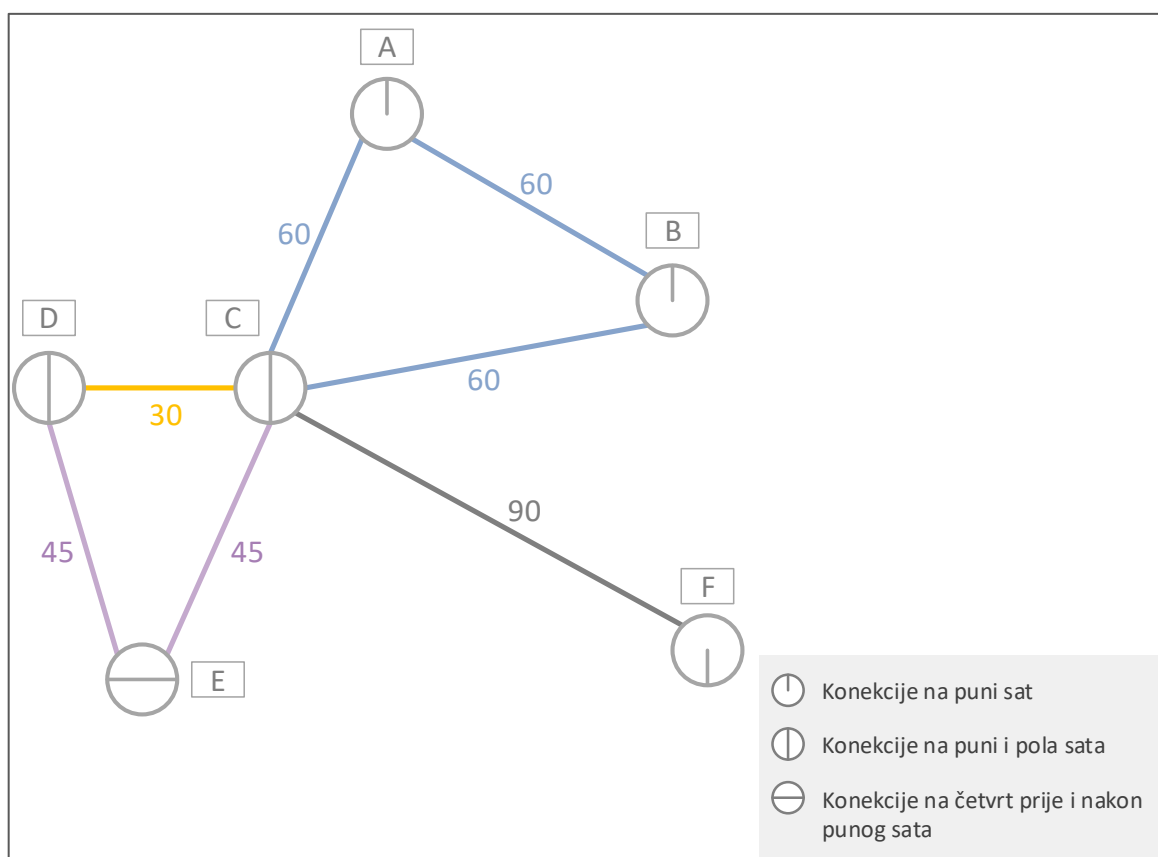 A
60
B
60
D
C
60
30
90
45
45
F
E
Konekcije na puni sat
Konekcije na puni i pola sata
Konekcije na četvrt prije i nakon
punog sata